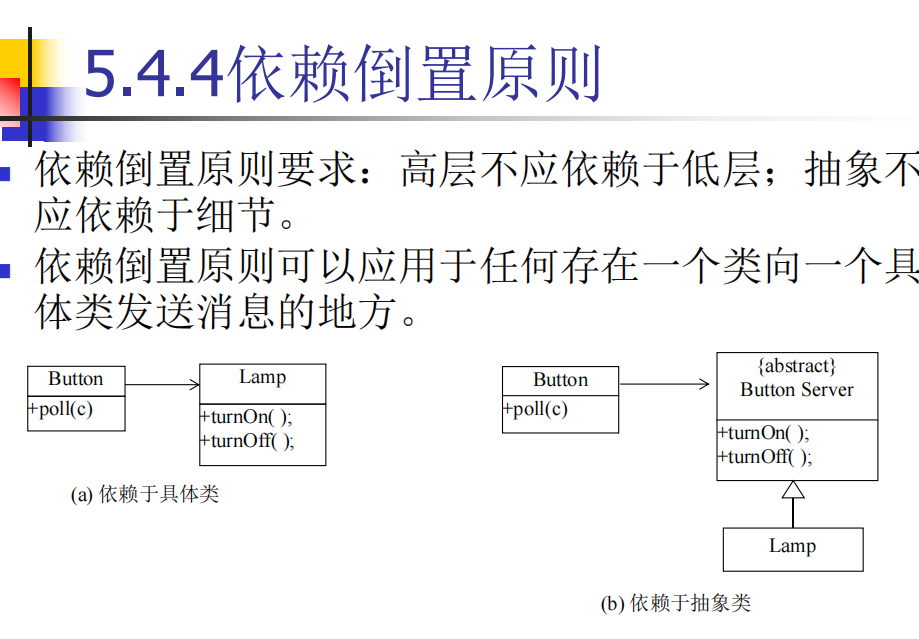 5.4.4依赖倒置原则
依赖倒置原则要求：高层不应依赖于低层；抽象不
应依赖于细节。
依赖倒置原则可以应用于任何存在一个类向一个具
体类发送消息的地方。
Button
+poll(c)
Lamp
+turnOn( );
+turnOff( );
(a) 依赖于具体类
Button
+poll(c)
{abstract}
Button Server
+turnOn( );
+turnOff( );
Lamp
(b) 依赖于抽象类